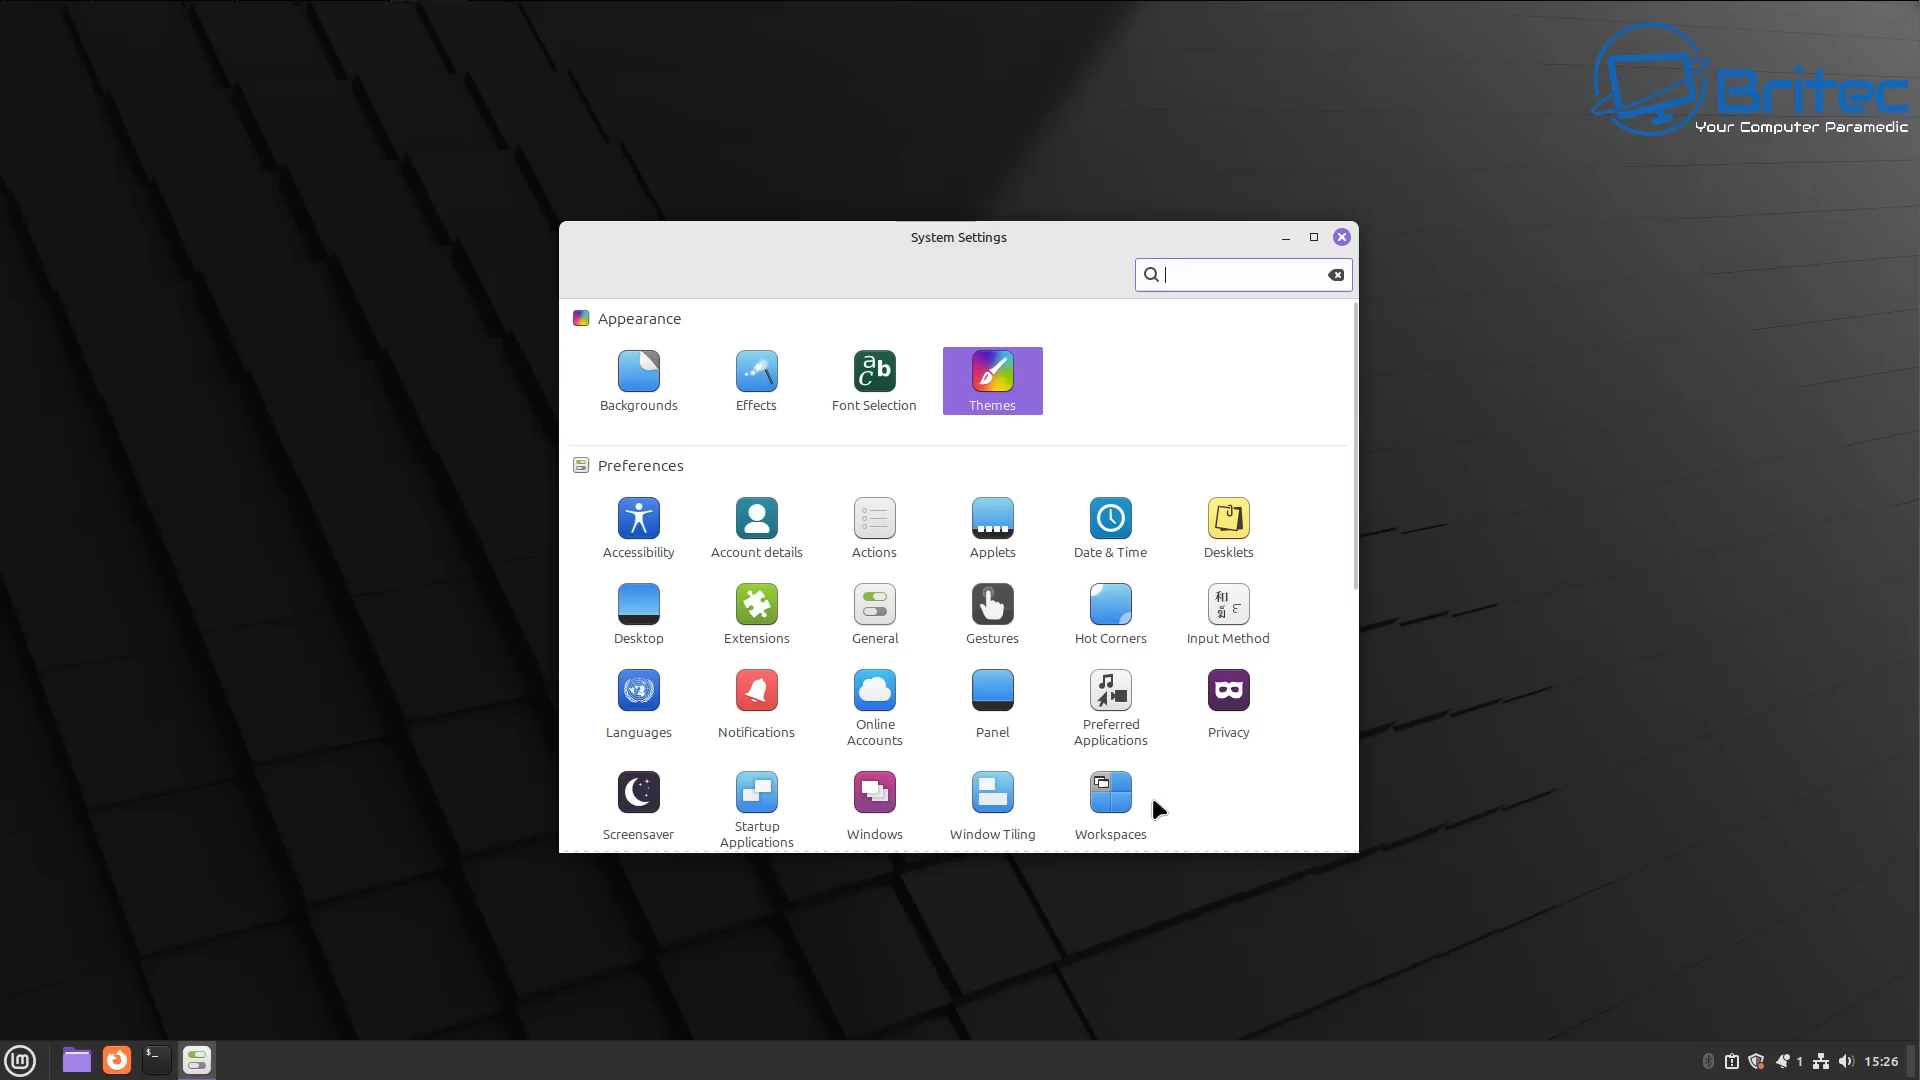 Britec
Your Computer Paramedic
System Settings
Appearance
Backgrounds
Effects
Font Selection
Themes
Preferences
Accessibility
Account details
Actions
Applets
Date & Time
Desklets
Desktop
Extensions
General
Gestures
Hot Corners
Input Method
Languages
Notifications
Online
Accounts
Panel
Preferred
Applications
Privacy
Screensaver
Startup
Applications
Windows
Window Tiling
Workspaces
1
15:26